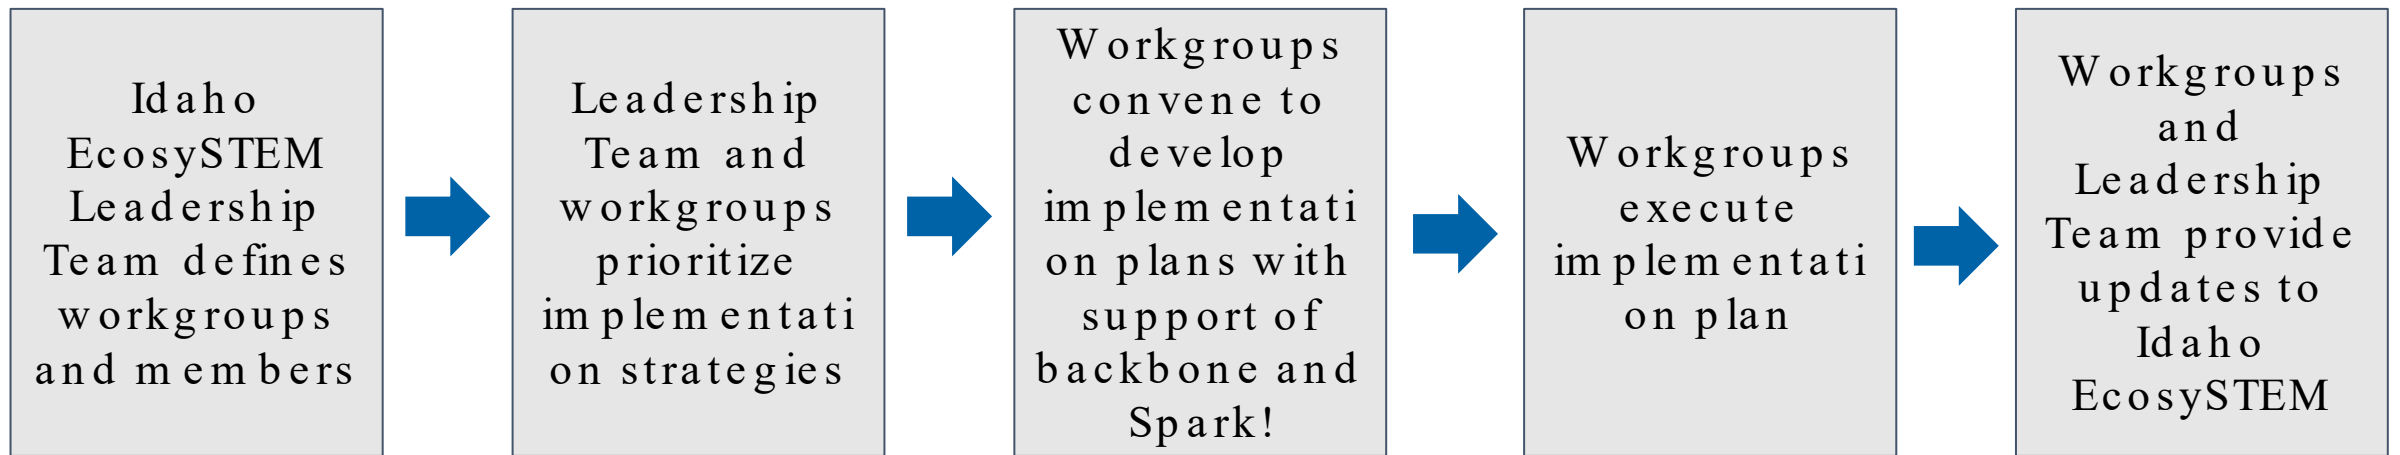 Idaho
EcosySTEM
Leadership
Team defines
workgroups
and members
Leadership
Team and
workgroups
prioritize
implementati
on strategies
Workgroups
convene to
develop
implementati
on plans with
support of
backbone and
Spark!
Workgroups
execute
implementati
on plan
Workgroups
and
Leadership
Team provide
updates to
Idaho
EcosySTEM